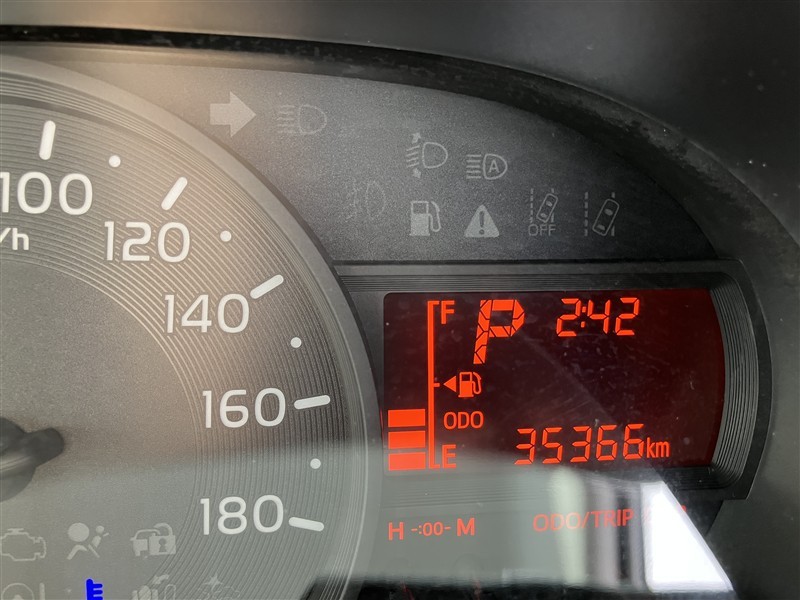 100
/h
120
140
160
180
A
OFF
F
P 2:42
ODO
E 35366km
H -:00- M ODO/TRIP